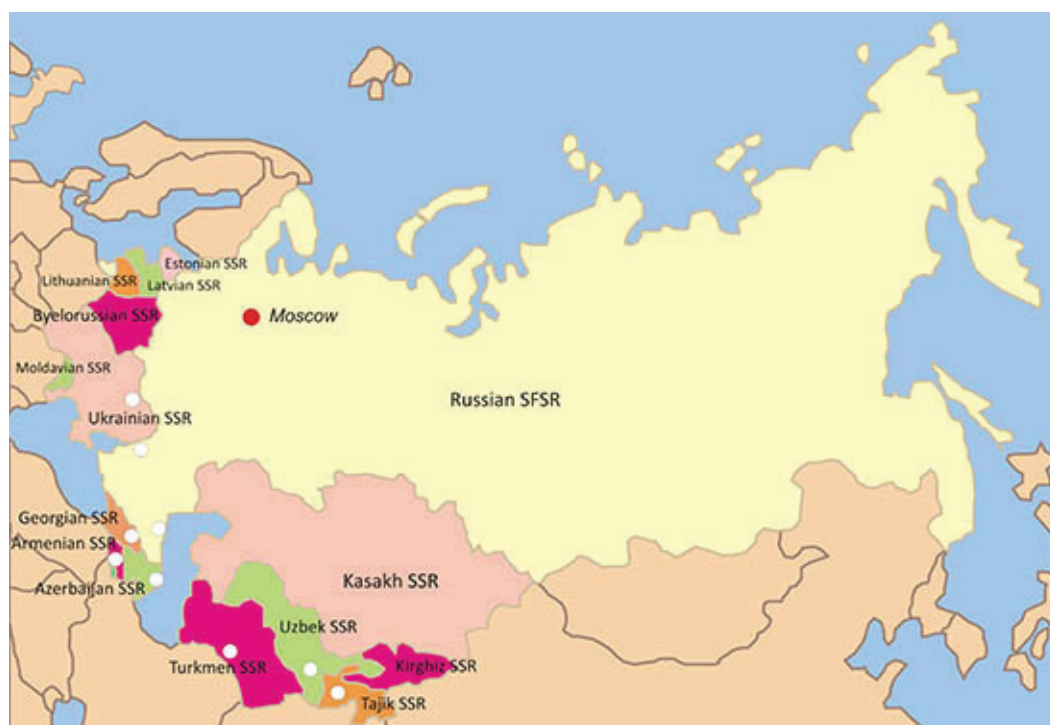 Estonian SSR
Lithuanian SSR
Latvian SSR
Byelorussian SSR
Moscow
Moldavian SSR
Russian SFSR
Ukrainian SSR
Georgian SSR
Armenian SSR
Azerbaijan SSR
Kasakh SSR
Uzbek SSR
Turkmen SSR
Kirghiz SSR
Tajik SSR